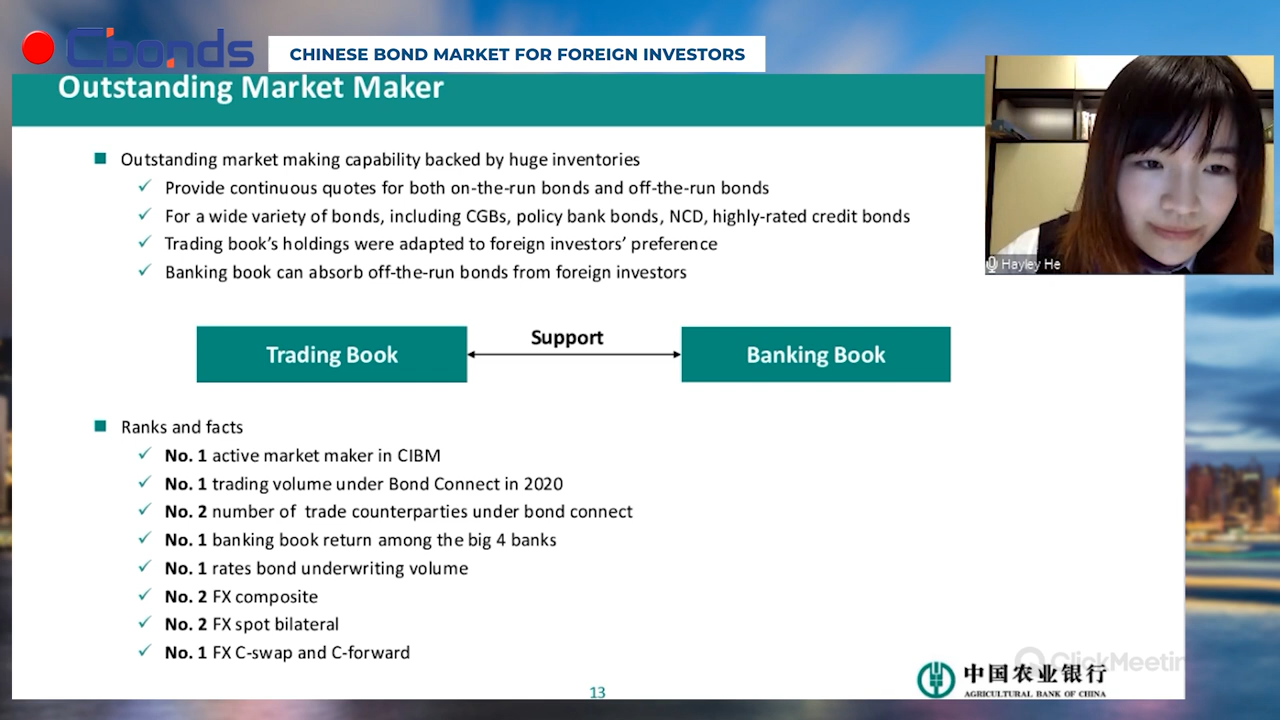 Cbonds
CHINESE BOND MARKET FOR FOREIGN INVESTORS
Outstanding Market Maker
Outstanding market making capability backed by huge inventories
Provide continuous quotes for both on-the-run bonds and off-the-run bonds
For a wide variety of bonds, including CGBs, policy bank bonds, NCD, highly-rated credit bonds
Trading book's holdings were adapted to foreign investors' preference
Banking book can absorb off-the-run bonds from foreign investors
Hayley He
Trading Book
Support
Banking Book
Ranks and facts
No. 1 active market maker in CIBM
No. 1 trading volume under Bond Connect in 2020
No. 2 number of trade counterparties under bond connect
No. 1 banking book return among the big 4 banks
No. 1 rates bond underwriting volume
No. 2 FX composite
No. 2 FX spot bilateral
No. 1 FX C-swap and C-forward
ClickMeetin
中国农业银行
AGRICULTURAL BANK OF CHINA
13